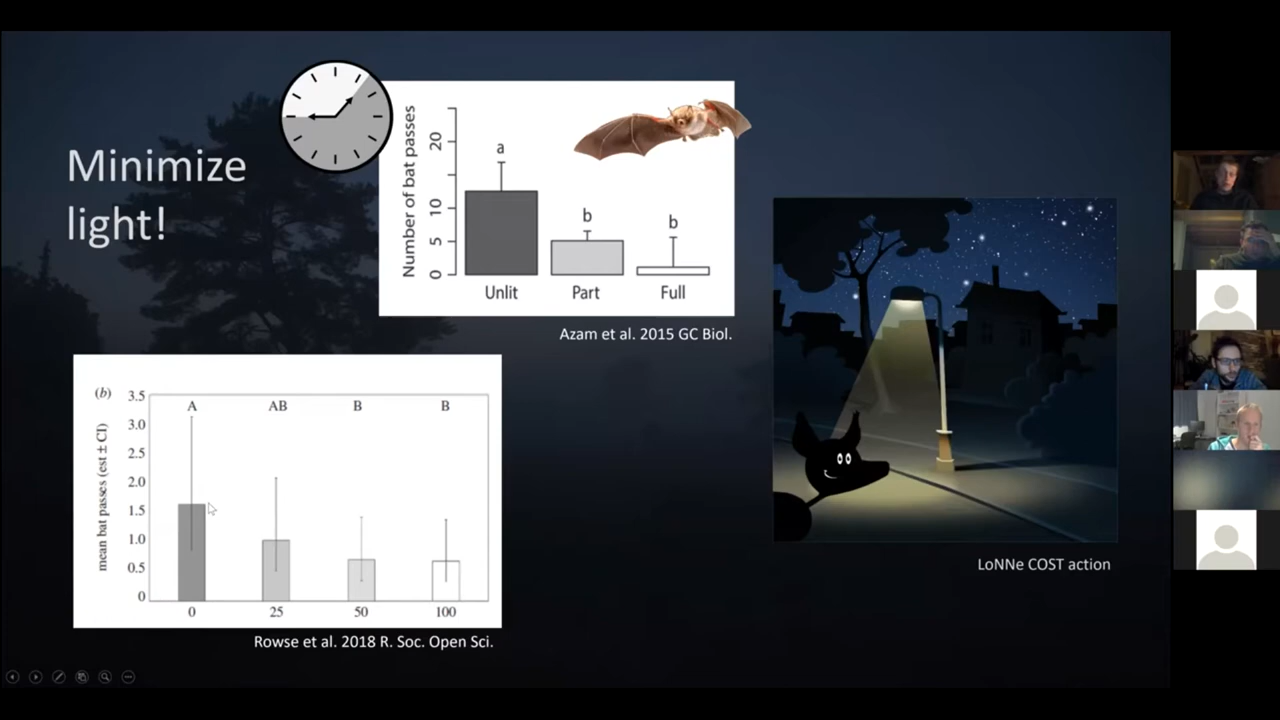 Minimize
light!
Number of bat passes
20
10
5
0
a
b
b
Unlit
Part
Full
Azam et al. 2015 GC Biol.
(b)
mean bat passes (est ± CI)
3.5
3.0
2.5
2.0
1.5
1.0
0.5
0
A
AB
B
B
0
25
50
100
Rowse et al. 2018 R. Soc. Open Sci.
LoNNe COST action